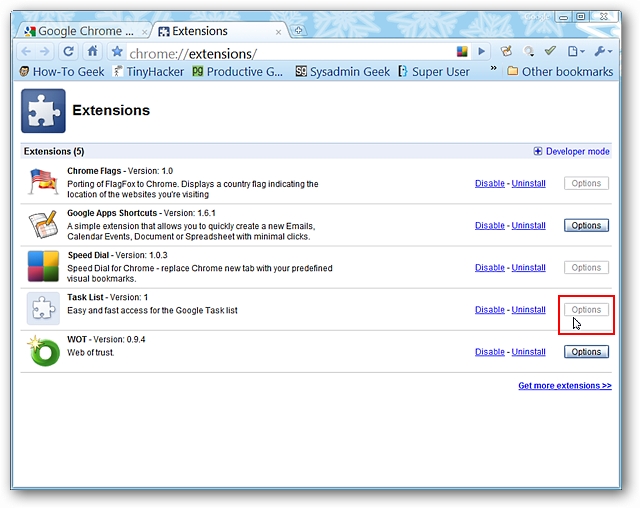 Google Chrome ...
Extensions
chrome://extensions/
How-To Geek
TinyHacker
Productive G...
Sysadmin Geek
Super User
»
Other bookmarks
Extensions
Extensions (5)
Developer mode
Chrome Flags - Version: 1.0
Porting of FlagFox to Chrome. Displays a country flag indicating the
location of the websites you're visiting
Disable - Uninstall
Options
Google Apps Shortcuts - Version: 1.6.1
A simple extension that allows you to quickly create a new Emails,
Calendar Events, Document or Spreadsheet with minimal clicks.
Disable - Uninstall
Options
Speed Dial - Version: 1.0.3
Speed Dial for Chrome - replace Chrome new tab with your predefined
visual bookmarks.
Disable - Uninstall
Options
Task List - Version: 1
Easy and fast access for the Google Task list
Disable - Uninstall
Options
WOT - Version: 0.9.4
Web of trust.
Disable - Uninstall
Options
Get more extensions >>